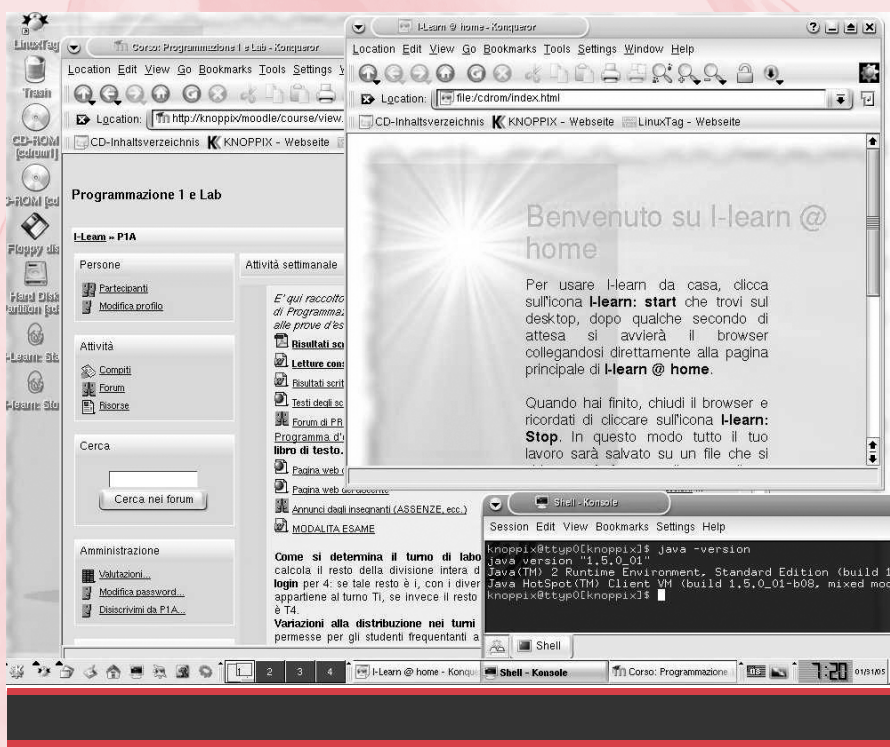 LinuxTag
Trash
CD-ROM
Floppy dis
Hard Disk
Corso: Programmazione 1 e Lab - Konqueror
Location Edit View Go Bookmarks Tools Settings
Location: http://knoppix/moodle/course/view.
CD-Inhaltsverzeichnis KNOPPIX - Webseite
Programmazione 1 e Lab
I-Learn » P1A
Persone
Partecipanti
Modifica profilo
Attività
Compiti
Forum
Risorse
Cerca
Cerca nei forum
Amministrazione
Valutazioni...
Modifica password...
Disiscrivimi da P1A...
Attività settimanale
E' qui raccolto
di Programmaz
alle prove d'es
Risultati scr
Letture cons
Risultati scrit
Testi degli sc
Forum di PR
Programma d'
libro di testo.
Pagina web
Pagina web del docente
Annunci dagli insegnanti (ASSENZE, ecc.)
MODALITA ESAME
Come si determina il turno di labo
calcola il resto della divisione intera d
login per 4: se tale resto è i, con i diver
appartiene al turno Ti, se invece il resto
è T4.
Variazioni alla distribuzione nei turni
permesse per gli studenti frequentanti a
I-Learn @ home - Konqueror
Location Edit View Go Bookmarks Tools Settings Window Help
Location: file:/cdrom/index.html
CD-Inhaltsverzeichnis KNOPPIX - Webseite LinuxTag - Webseite
Benvenuto su I-learn @
home
Per usare I-learn da casa, clicca
sull'icona I-learn: start che trovi sul
desktop, dopo qualche secondo di
attesa si avvierà il browser
collegandosi direttamente alla pagina
principale di I-learn @ home.
Quando hai finito, chiudi il browser e
ricordati di cliccare sull'icona I-learn:
Stop. In questo modo tutto il tuo
lavoro sarà salvato su un file che si
Shell - Konsole
Session Edit View Bookmarks Settings Help
knoppix@ttyp0[knoppix]$ java -version
java version "1.5.0_01"
Java(TM) 2 Runtime Environment, Standard Edition (build 1
Java HotSpot(TM) Client VM (build 1.5.0_01-b08, mixed mod
knoppix@ttyp0[knoppix]$
Shell
2 3 4 I-Learn @ home - Konque Shell - Konsole Corso: Programmazione 7:20 01/31/05